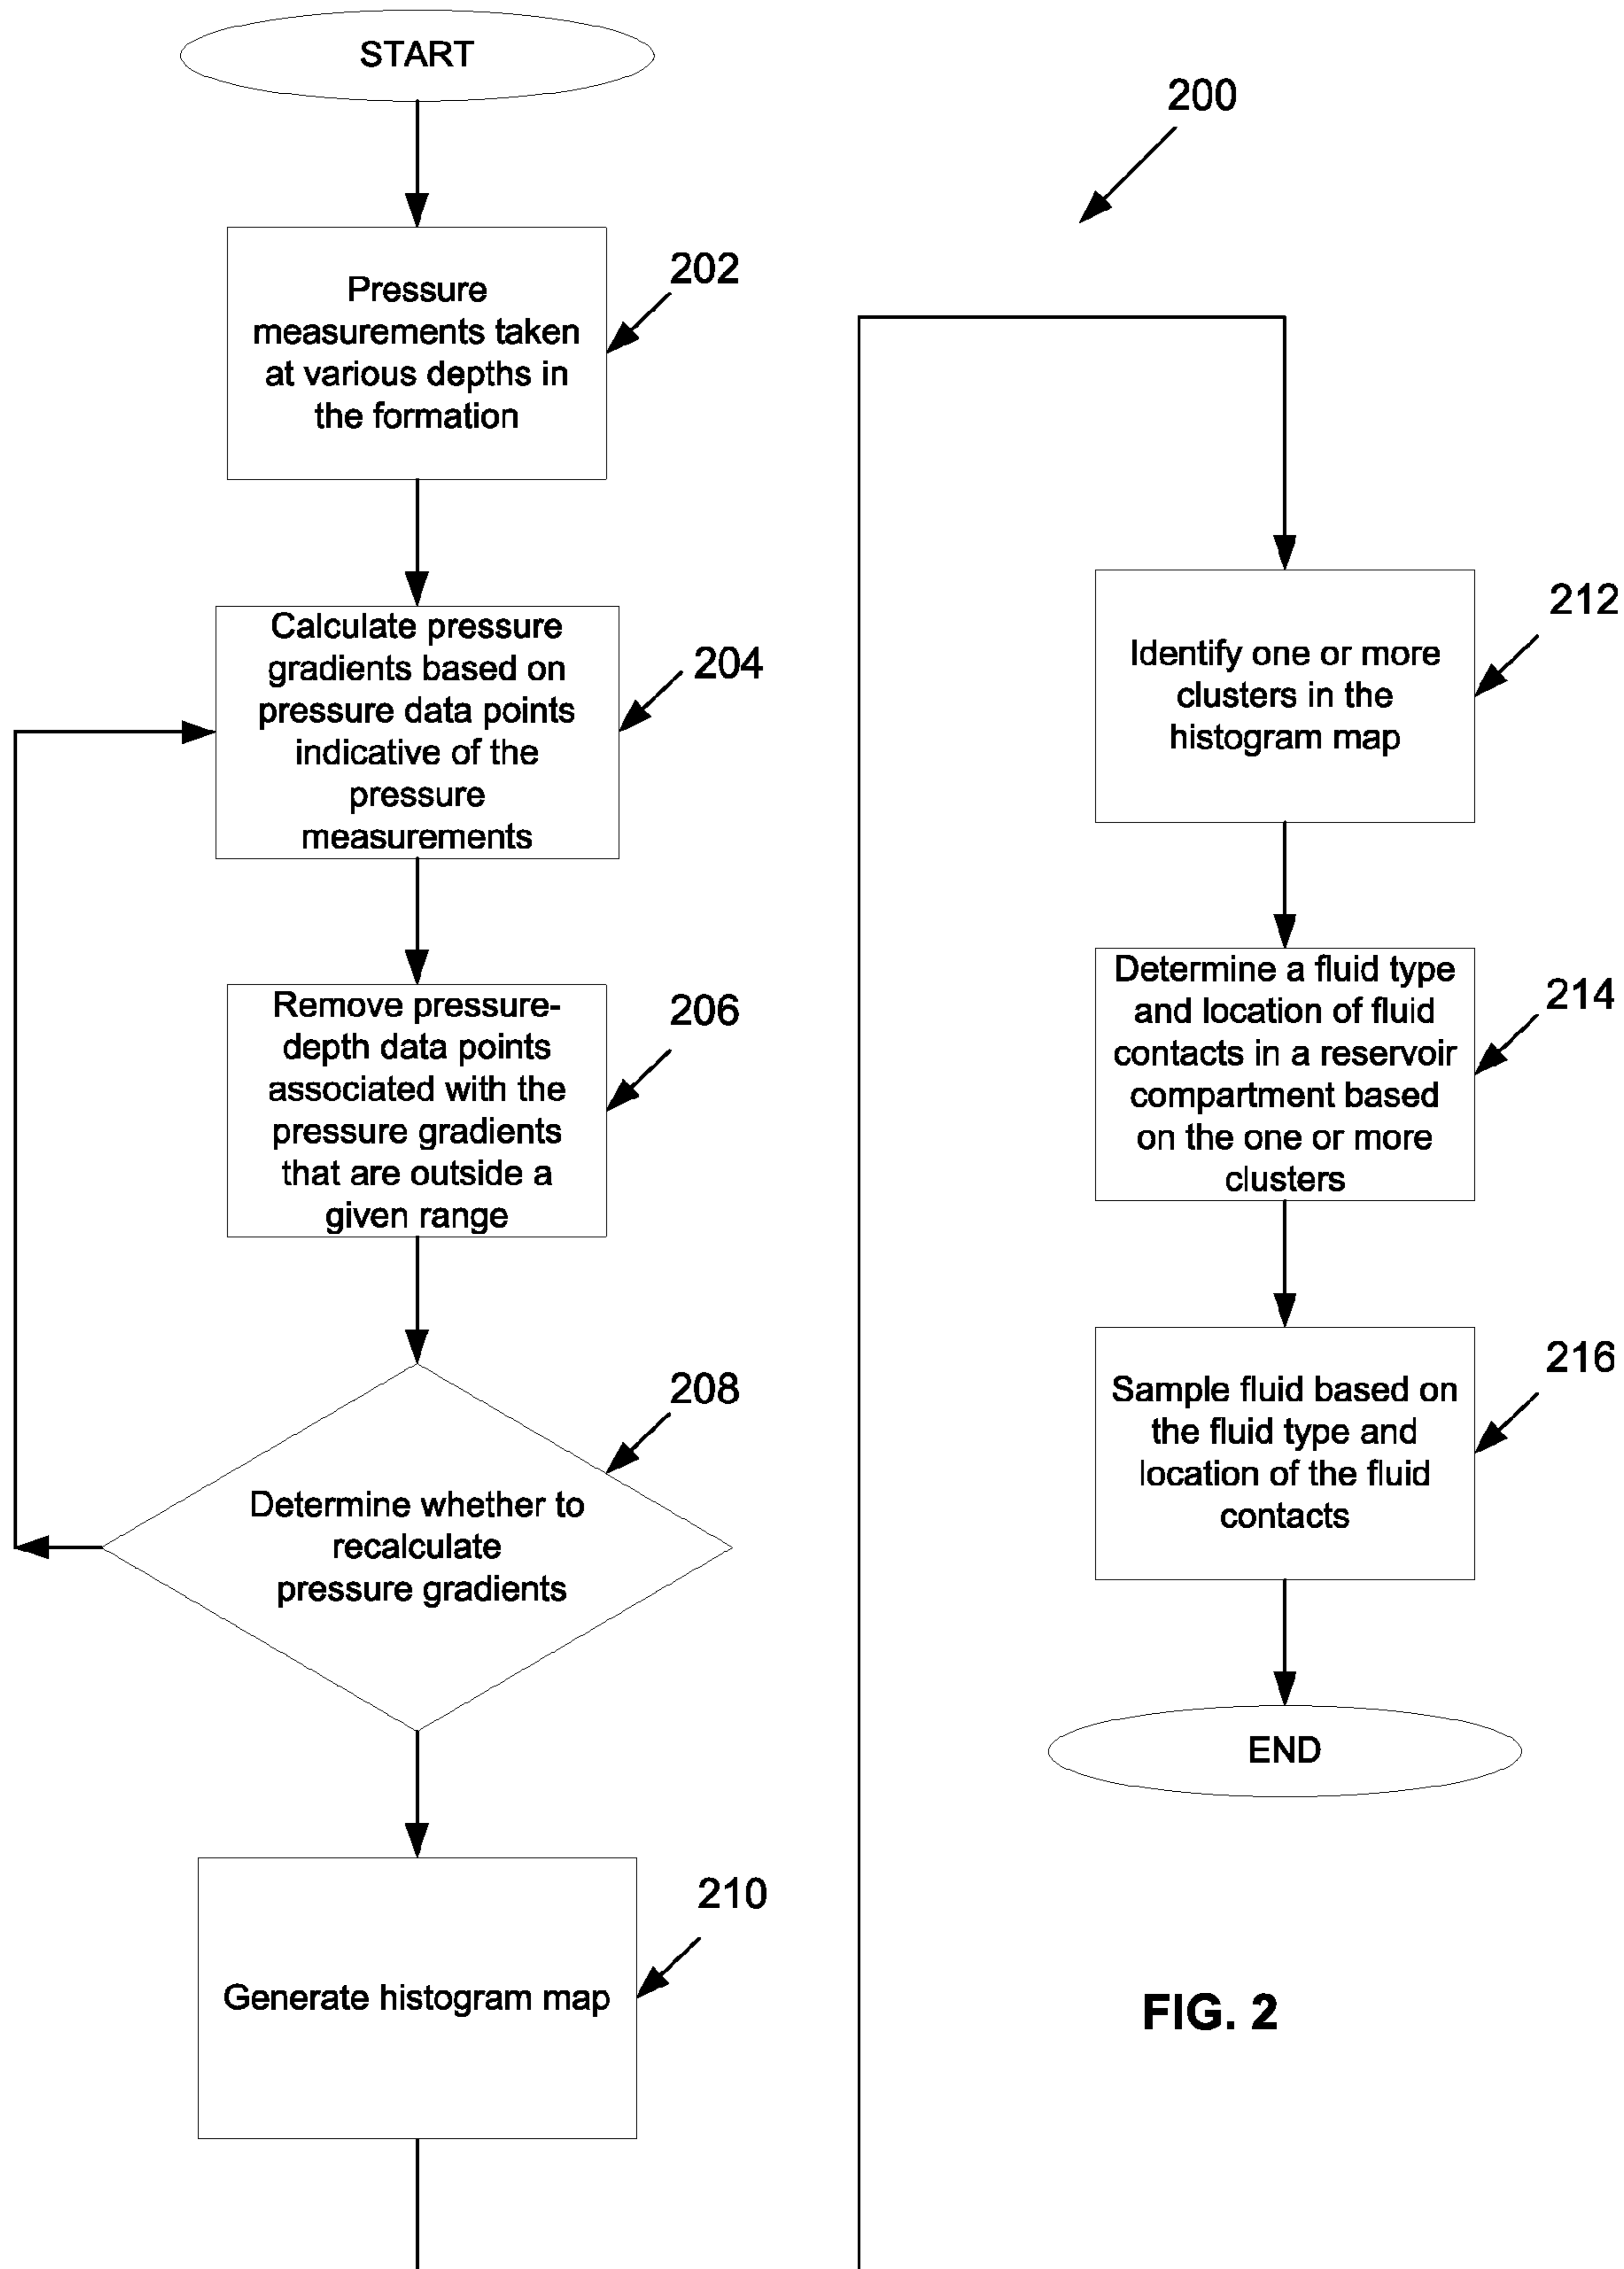 START
200
Pressure
measurements taken
at various depths in
the formation
202
Calculate pressure
gradients based on
pressure data points
indicative of the
pressure
measurements
204
Remove pressure-
depth data points
associated with the
pressure gradients
that are outside a
given range
206
Determine whether to
recalculate
pressure gradients
208
Generate histogram map
210
Identify one or more
clusters in the
histogram map
212
Determine a fluid type
and location of fluid
contacts in a reservoir
compartment based
on the one or more
clusters
214
Sample fluid based on
the fluid type and
location of the fluid
contacts
216
END
FIG. 2